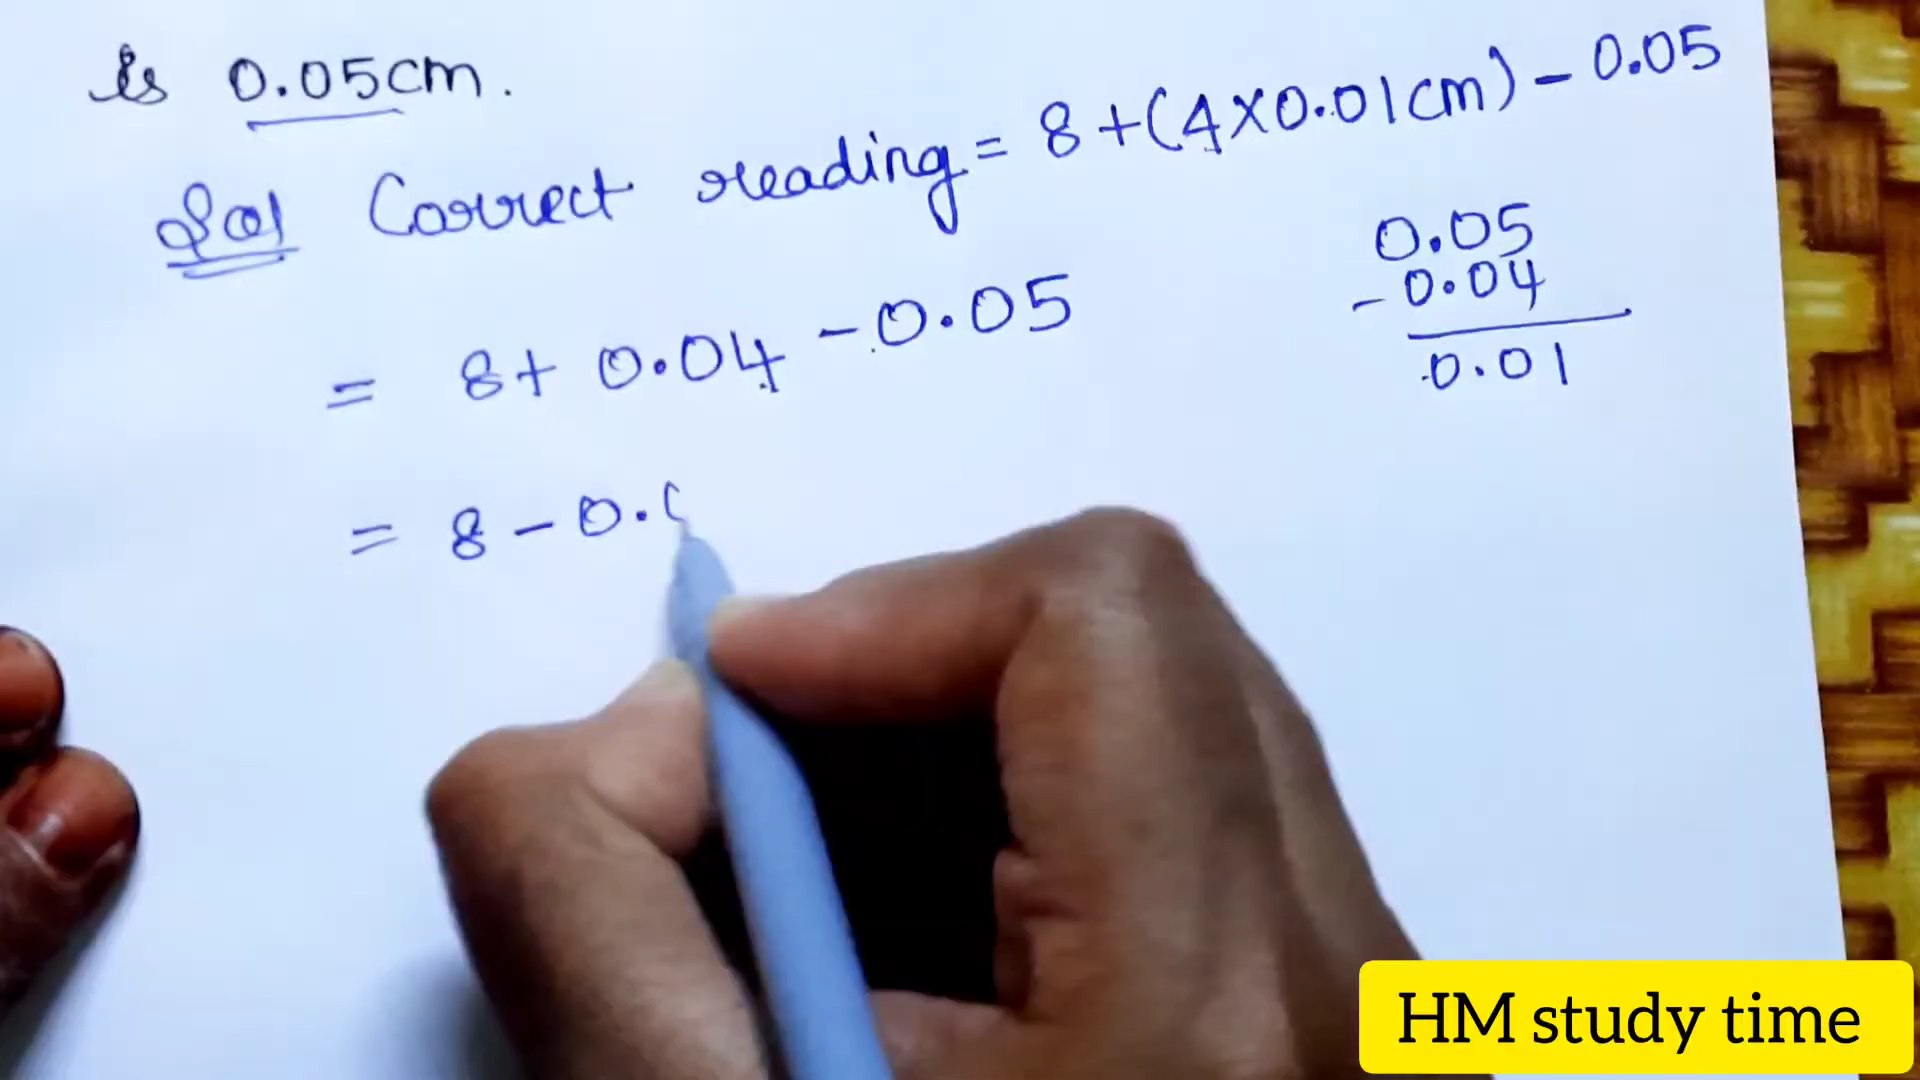 is 0.05cm.
Sol Correct reading = 8 + (4×0.01cm) - 0.05
= 8 + 0.04 - 0.05
0.05
- 0.04
0.01
= 8 - 0.0
HM study time